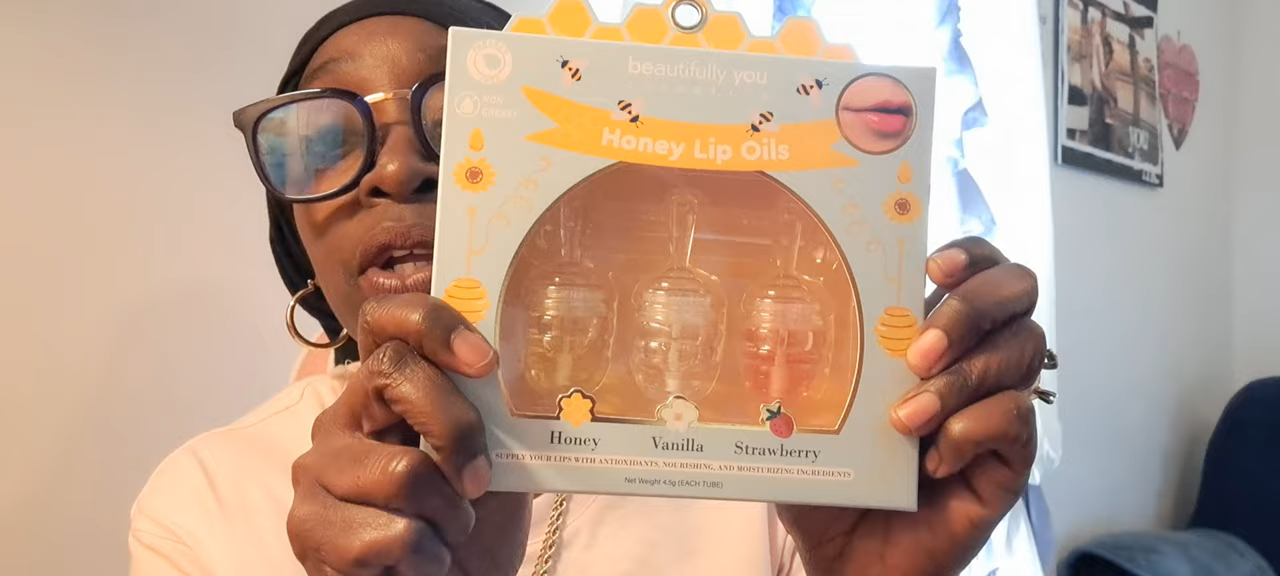 beautifully you
NON
GREASY
Honey Lip Oils
Honey
Vanilla
Strawberry
SUPPLY YOUR LIPS WITH ANTIOXIDANTS, NOURISHING, AND MOISTURIZING INGREDIENTS
Net Weight 4.5g (EACH TUBE)
you